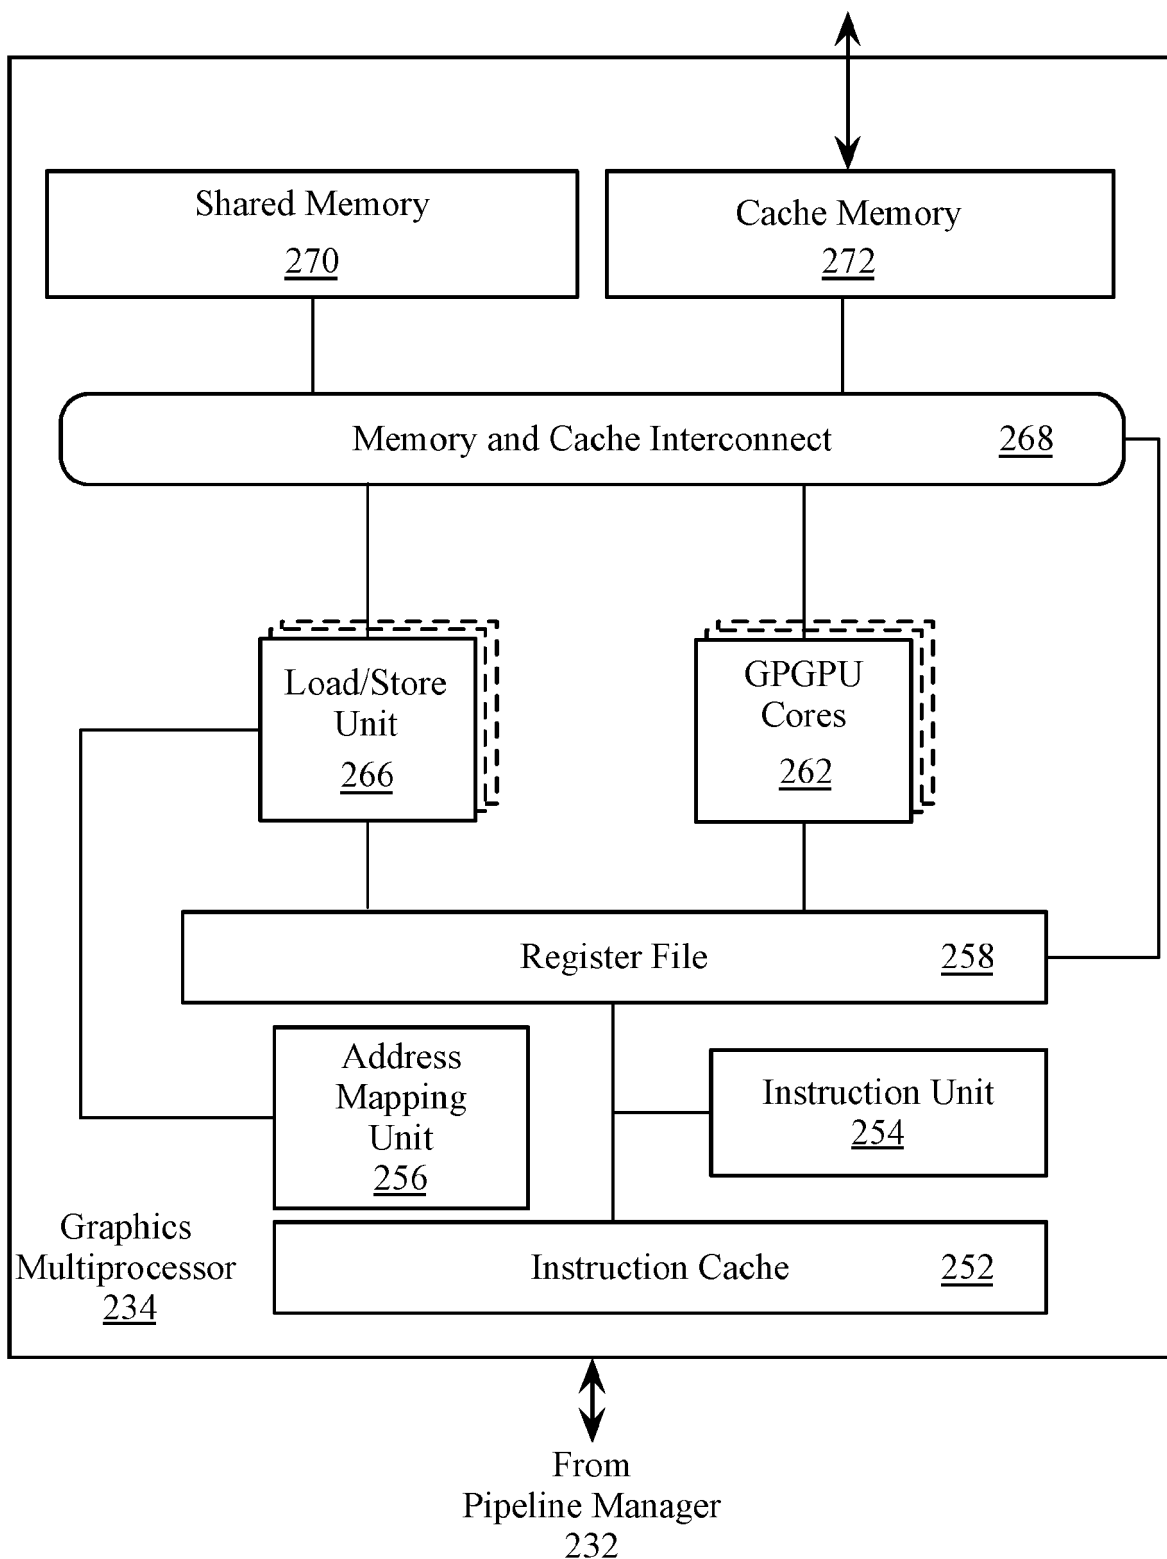 Shared Memory
270
Cache Memory
272
Memory and Cache Interconnect 268
Load/Store
Unit
266
GPGPU
Cores
262
Register File 258
Address
Mapping
Unit
256
Instruction Unit
254
Graphics
Multiprocessor
234
Instruction Cache 252
From
Pipeline Manager
232